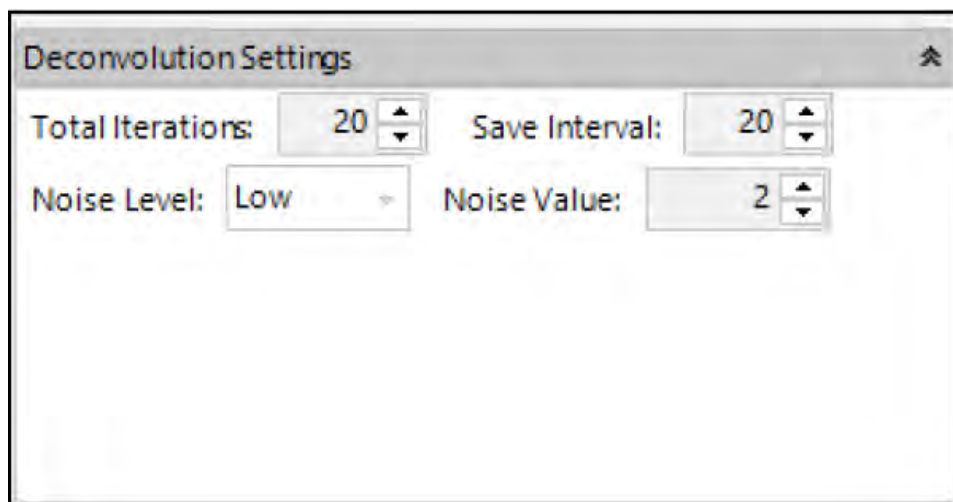 Deconvolution Settings
Total Iterations: 20 Save Interval: 20
Noise Level: Low Noise Value: 2